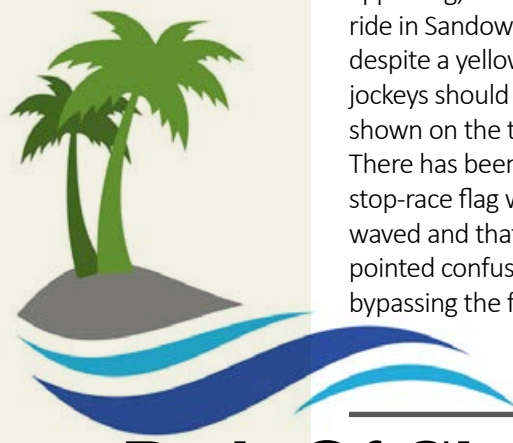 ride in Sandow
despite a yellow
jockeys should
shown on the t
There has been
stop-race flag w
waved and that
pointed confus
bypassing the f